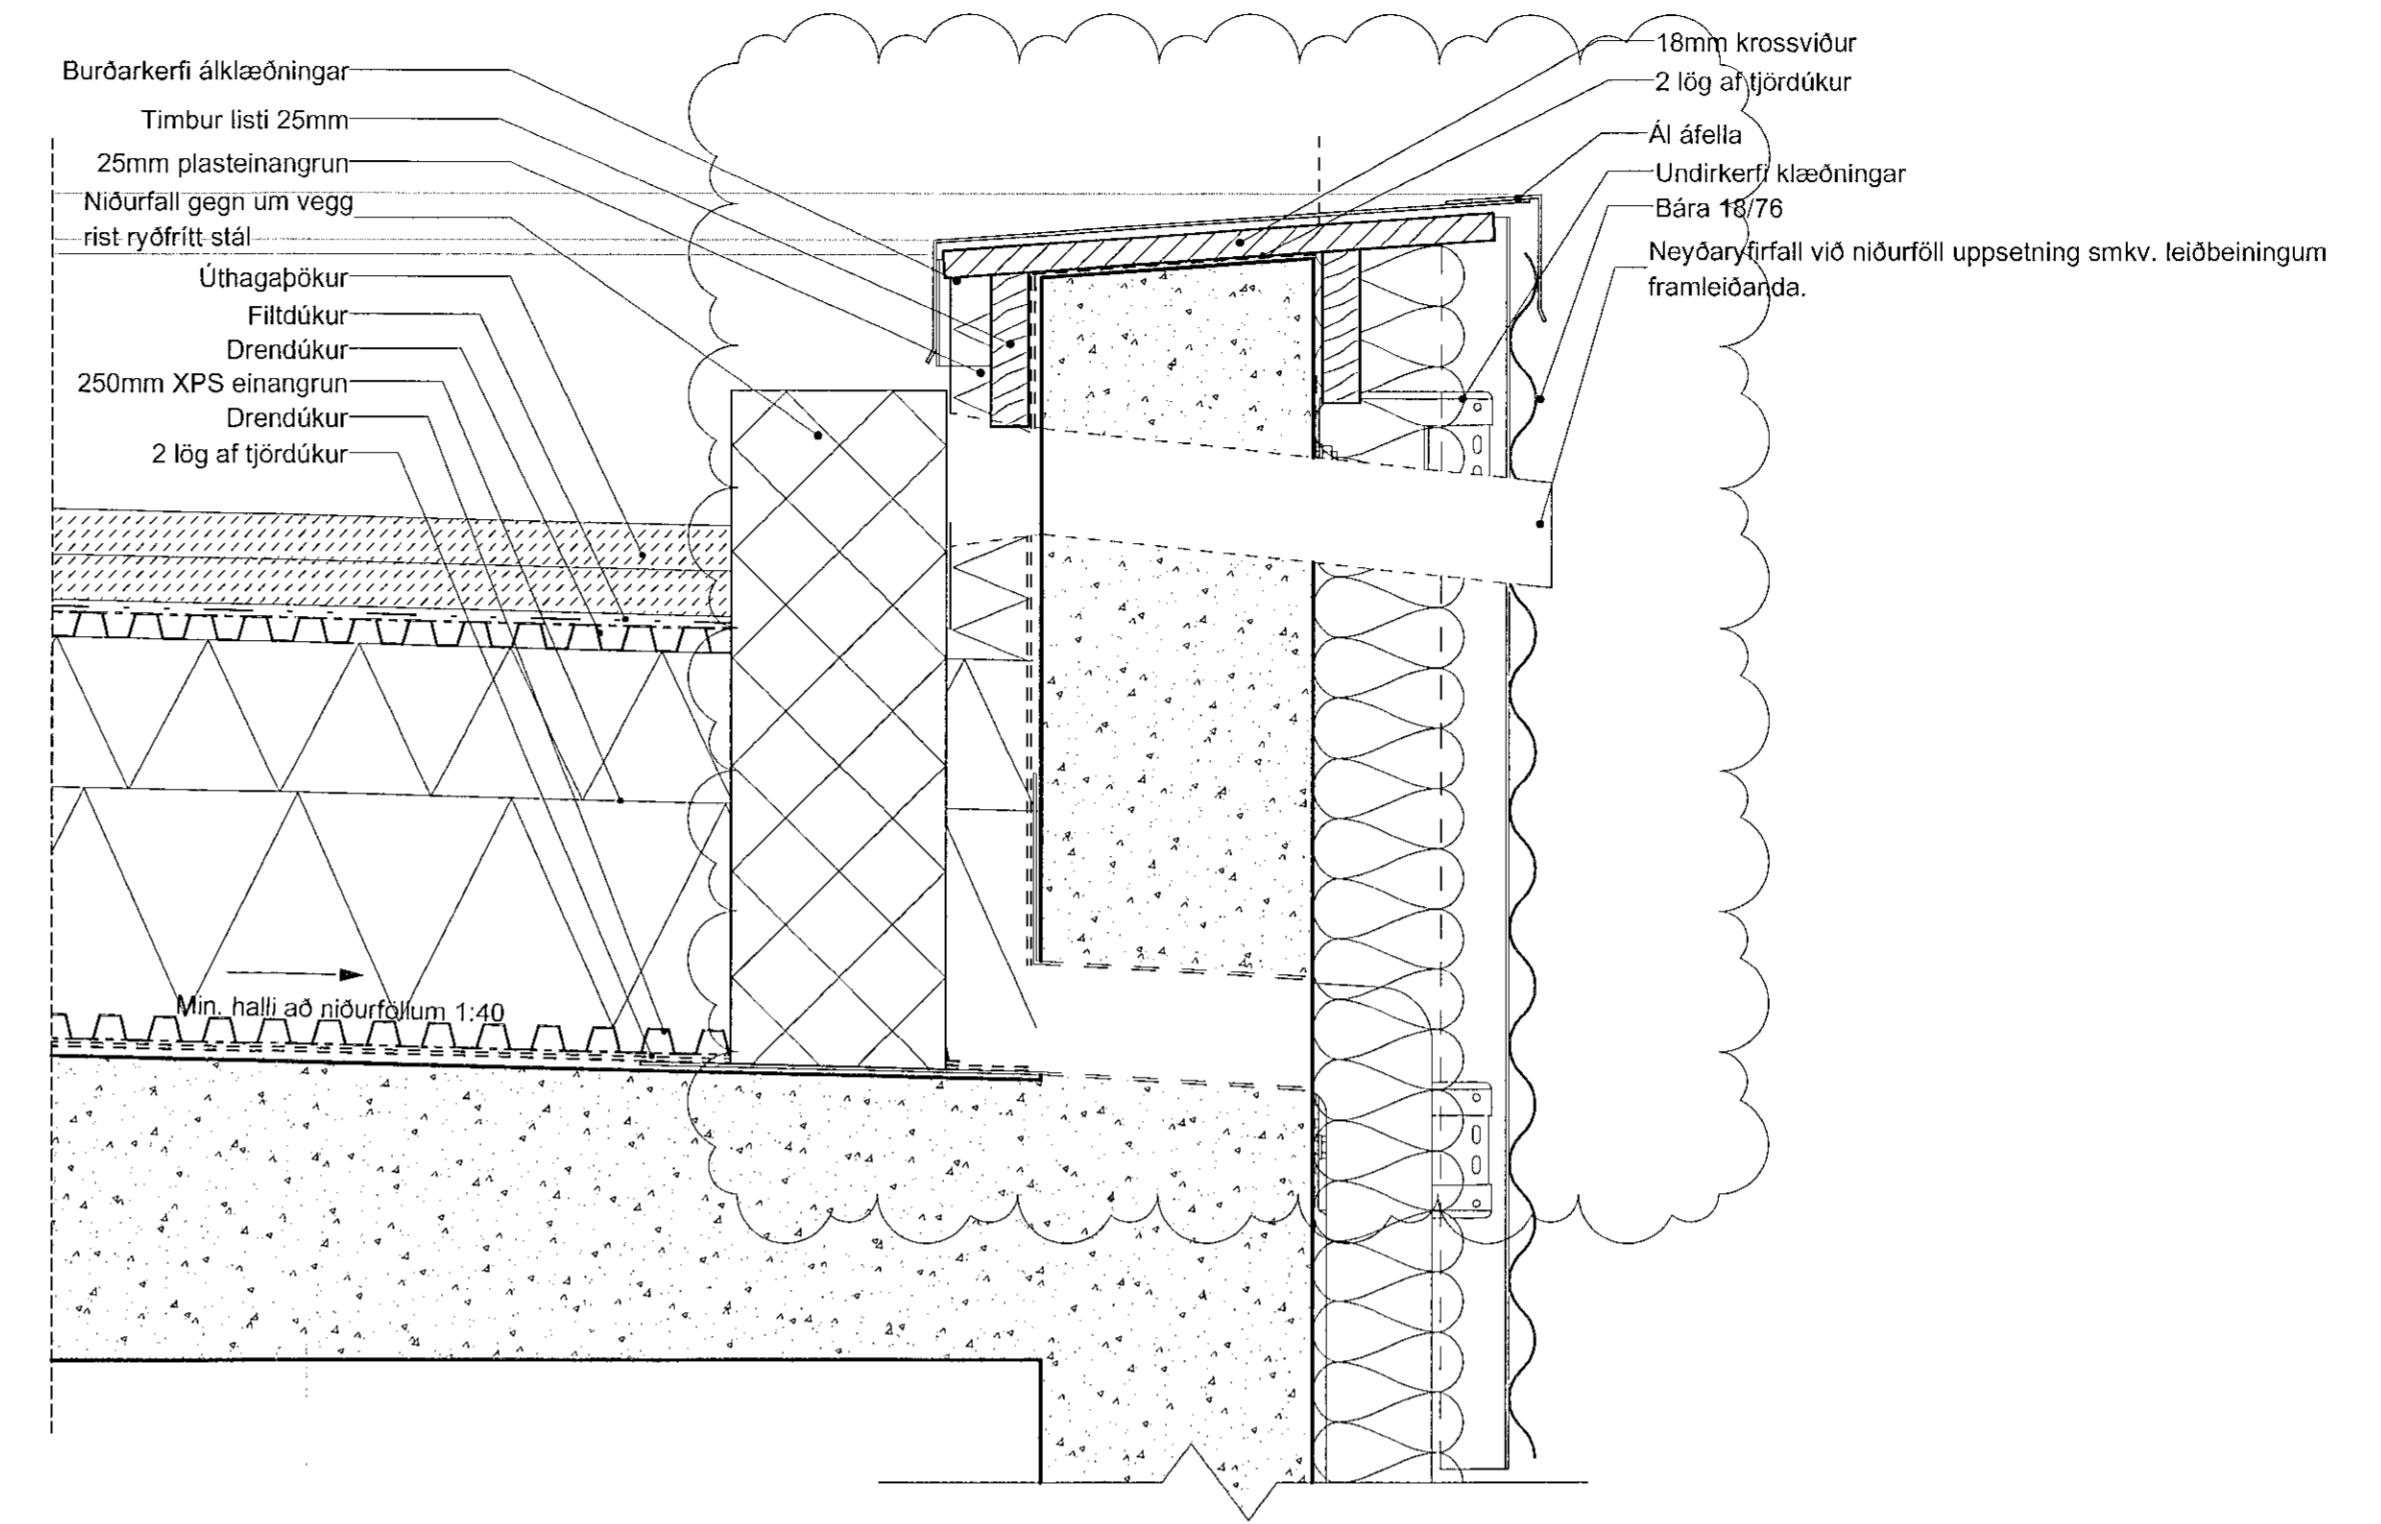 Burðarkerfi álklæðningar
Timbur listi 25mm
25mm plasteinangrun
Niðurfall gegn um vegg
rist ryðfrítt stál
Úthagaþökur
Filtdúkur
Drendúkur
250mm XPS einangrun
Drendúkur
2 lög af tjördúkur
Min. halli að niðurföllum 1:40
18mm krossviður
2 lög af tjördúkur
Ál áfella
Undirkerfi klæðningar
Bára 18/76
Neyðaryfirfall við niðurföll uppsetning smkv. leiðbeiningum
framleiðanda.